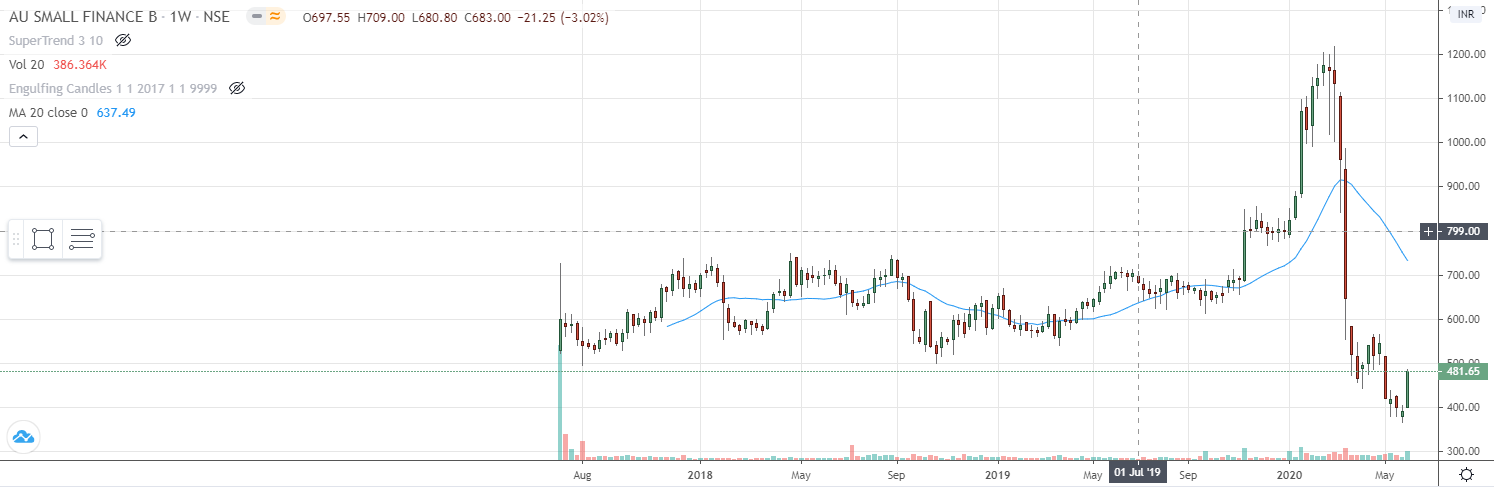 AU SMALL FINANCE B · 1W · NSE O697.55 H709.00 L680.80 C683.00 −21.25 (−3.02%)
SuperTrend 3 10
Vol 20 386.364K
Engulfing Candles 1 1 2017 1 1 9999
MA 20 close 0 637.49
INR
1200.00
1100.00
1000.00
900.00
799.00
700.00
600.00
500.00
481.65
400.00
300.00
Aug 2018 May Sep 2019 May 01 Jul '19 Sep 2020 May